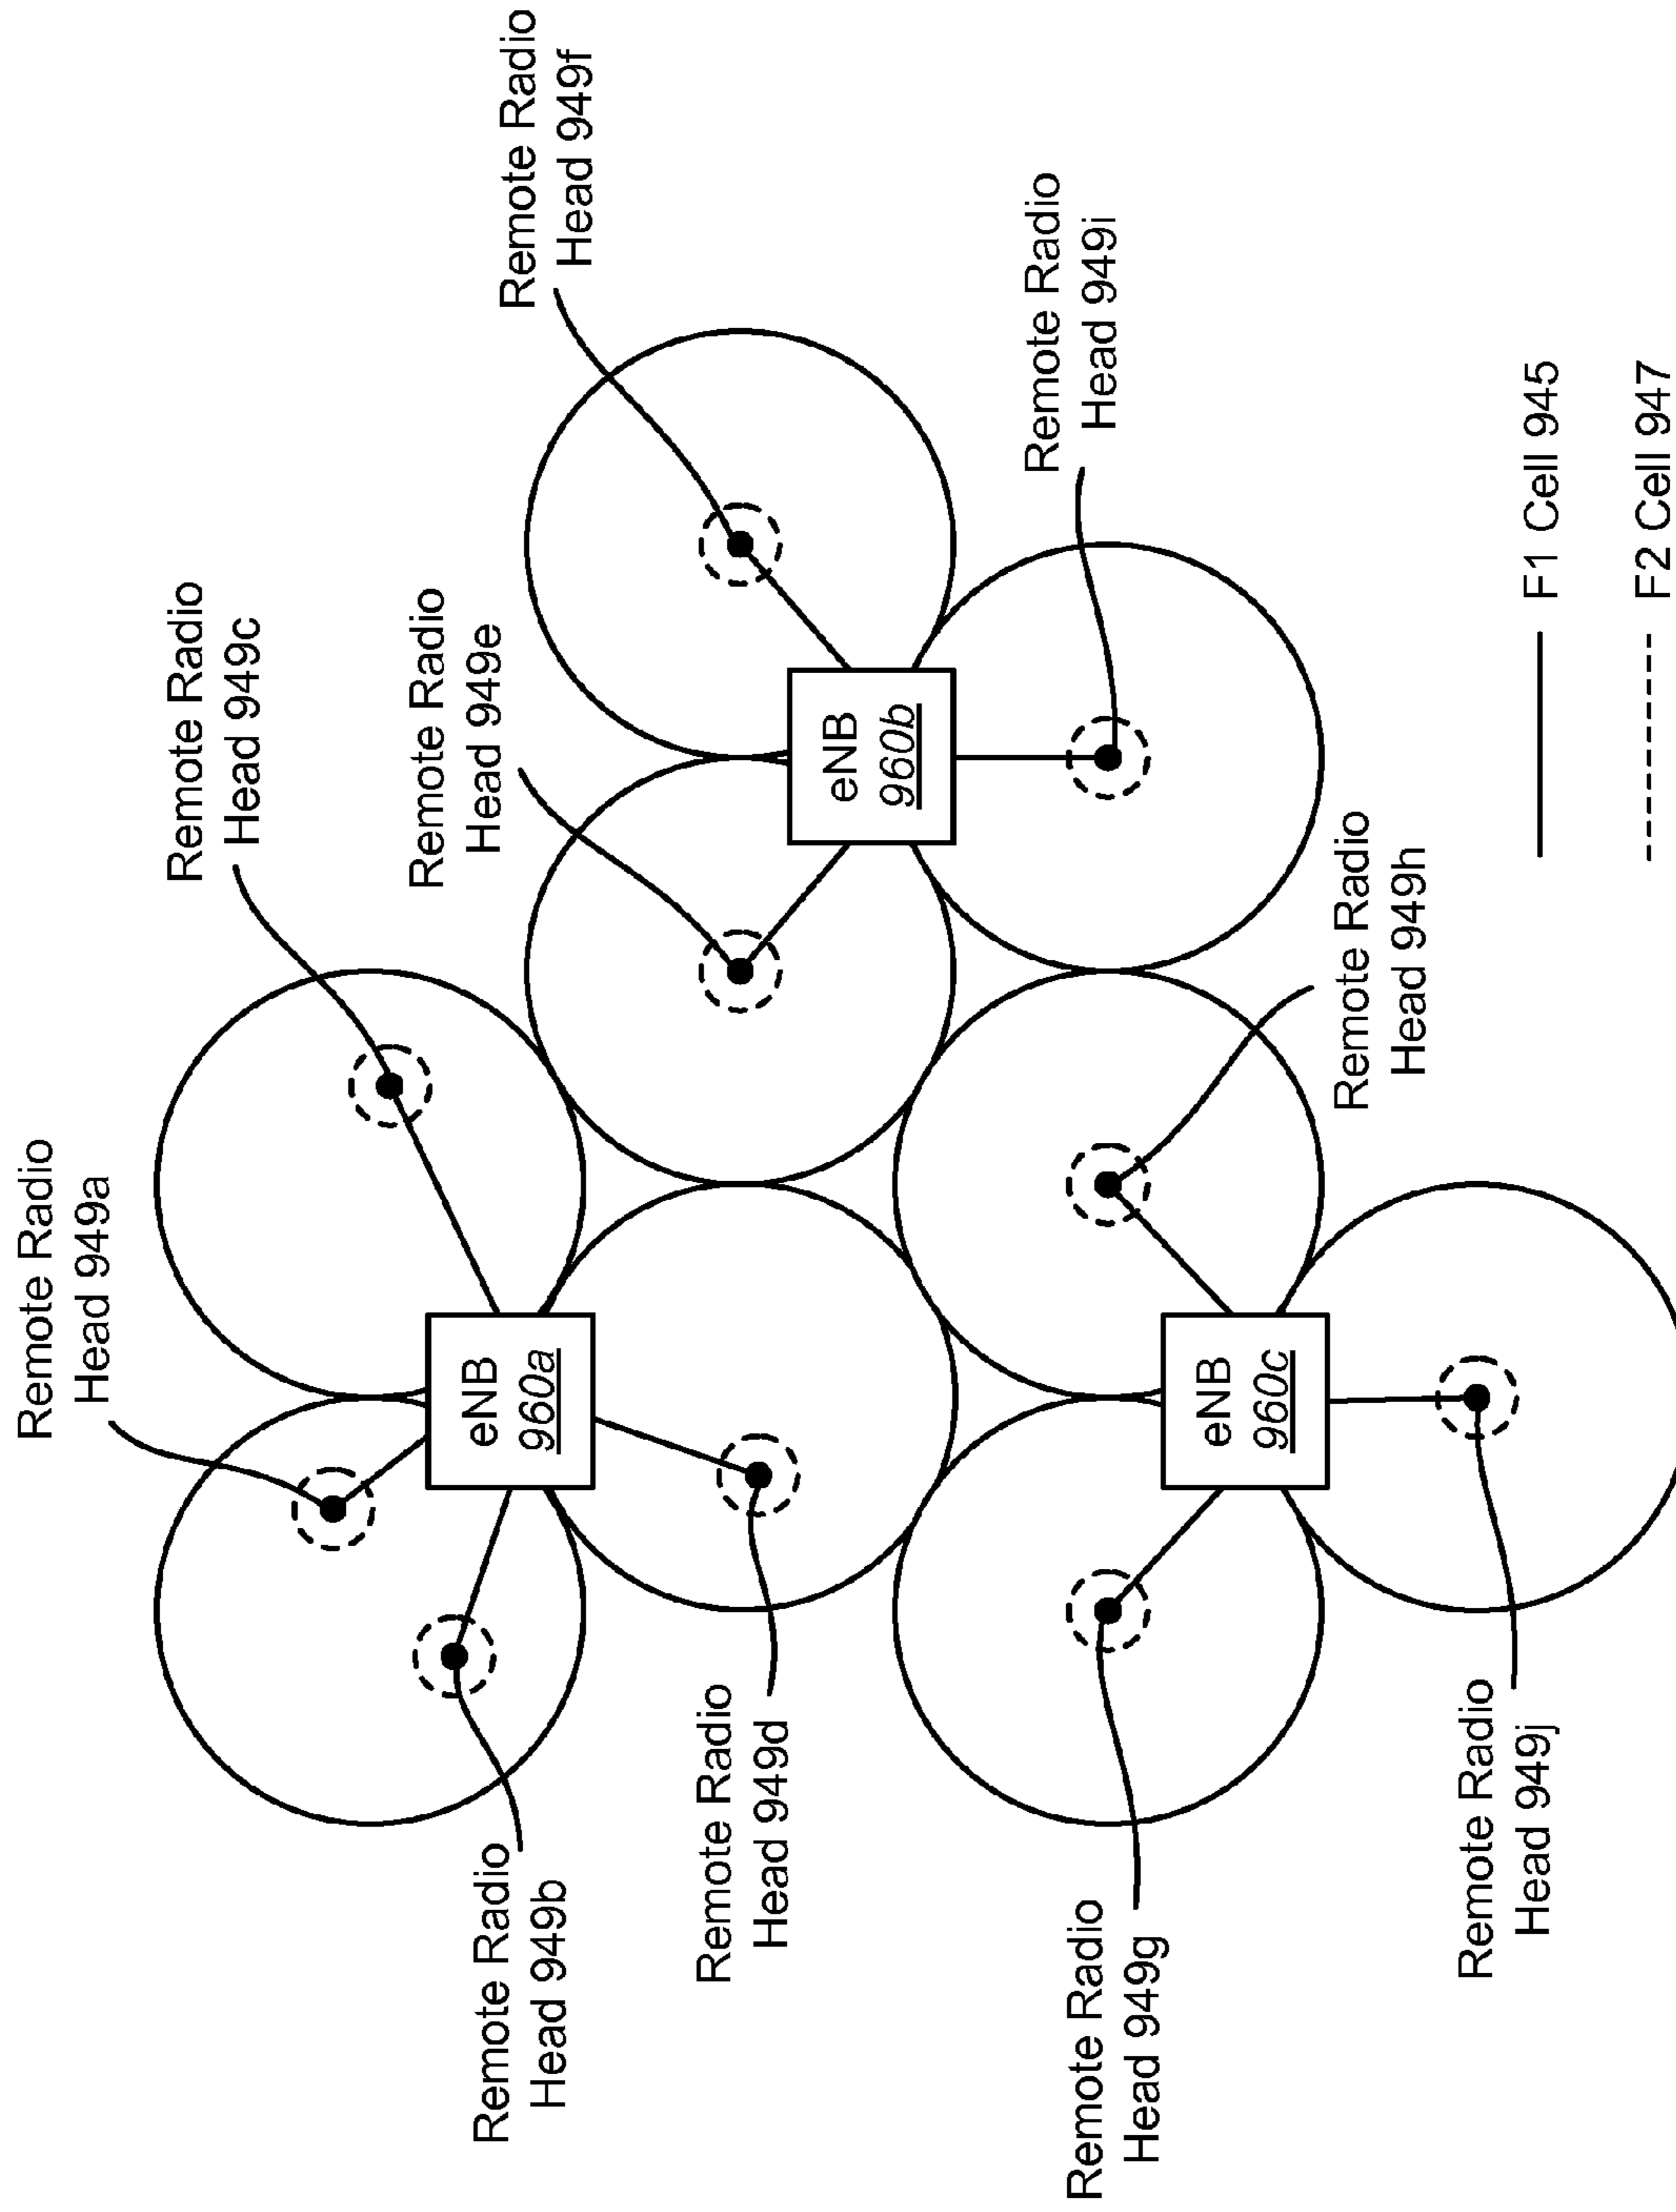 Remote Radio
Head 949a
Remote Radio
Head 949c
Remote Radio
Head 949b
eNB
960a
Remote Radio
Head 949e
Remote Radio
Head 949f
Remote Radio
Head 949d
eNB
960b
Remote Radio
Head 949g
eNB
960c
Remote Radio
Head 949h
Remote Radio
Head 949i
Remote Radio
Head 949j
F1 Cell 945
F2 Cell 947